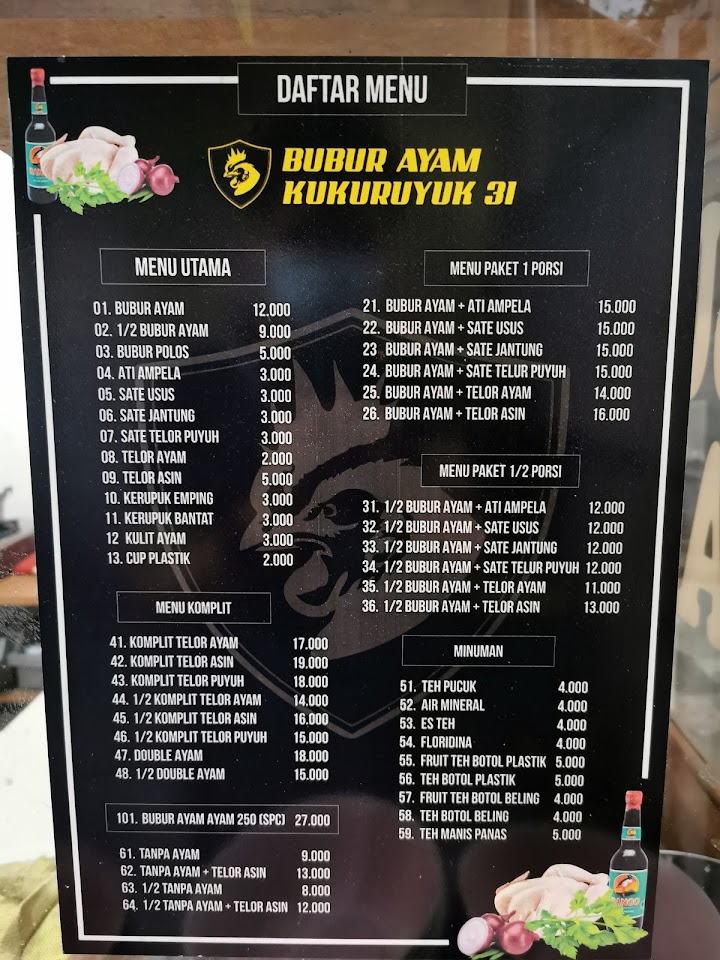 DAFTAR MENU
BUBUR AYAM
KUKURUYUK 31
MENU UTAMA
01. BUBUR AYAM 12.000
02. 1/2 BUBUR AYAM 9.000
03. BUBUR POLOS 5.000
04. ATI AMPELA 3.000
05. SATE USUS 3.000
06. SATE JANTUNG 3.000
07. SATE TELOR PUYUH 3.000
08. TELOR AYAM 2.000
09. TELOR ASIN 5.000
10. KERUPUK EMPING 3.000
11. KERUPUK BANTAT 3.000
12 KULIT AYAM 3.000
13. CUP PLASTIK 2.000
MENU KOMPLIT
41. KOMPLIT TELOR AYAM 17.000
42. KOMPLIT TELOR ASIN 19.000
43. KOMPLIT TELOR PUYUH 18.000
44. 1/2 KOMPLIT TELOR AYAM 14.000
45. 1/2 KOMPLIT TELOR ASIN 16.000
46. 1/2 KOMPLIT TELOR PUYUH 15.000
47. DOUBLE AYAM 18.000
48. 1/2 DOUBLE AYAM 15.000
101. BUBUR AYAM AYAM 250 (SPC) 27.000
61. TANPA AYAM 9.000
62. TANPA AYAM + TELOR ASIN 13.000
63. 1/2 TANPA AYAM 8.000
64. 1/2 TANPA AYAM + TELOR ASIN 12.000
MENU PAKET 1 PORSI
21. BUBUR AYAM + ATI AMPELA 15.000
22. BUBUR AYAM + SATE USUS 15.000
23 BUBUR AYAM + SATE JANTUNG 15.000
24. BUBUR AYAM + SATE TELUR PUYUH 15.000
25. BUBUR AYAM + TELOR AYAM 14.000
26. BUBUR AYAM + TELOR ASIN 16.000
MENU PAKET 1/2 PORSI
31. 1/2 BUBUR AYAM + ATI AMPELA 12.000
32. 1/2 BUBUR AYAM + SATE USUS 12.000
33. 1/2 BUBUR AYAM + SATE JANTUNG 12.000
34. 1/2 BUBUR AYAM + SATE TELUR PUYUH 12.000
35. 1/2 BUBUR AYAM + TELOR AYAM 11.000
36. 1/2 BUBUR AYAM + TELOR ASIN 13.000
MINUMAN
51. TEH PUCUK 4.000
52. AIR MINERAL 4.000
53. ES TEH 4.000
54. FLORIDINA 4.000
55. FRUIT TEH BOTOL PLASTIK 5.000
56. TEH BOTOL PLASTIK 5.000
57. FRUIT TEH BOTOL BELING 4.000
58. TEH BOTOL BELING 4.000
59. TEH MANIS PANAS 5.000